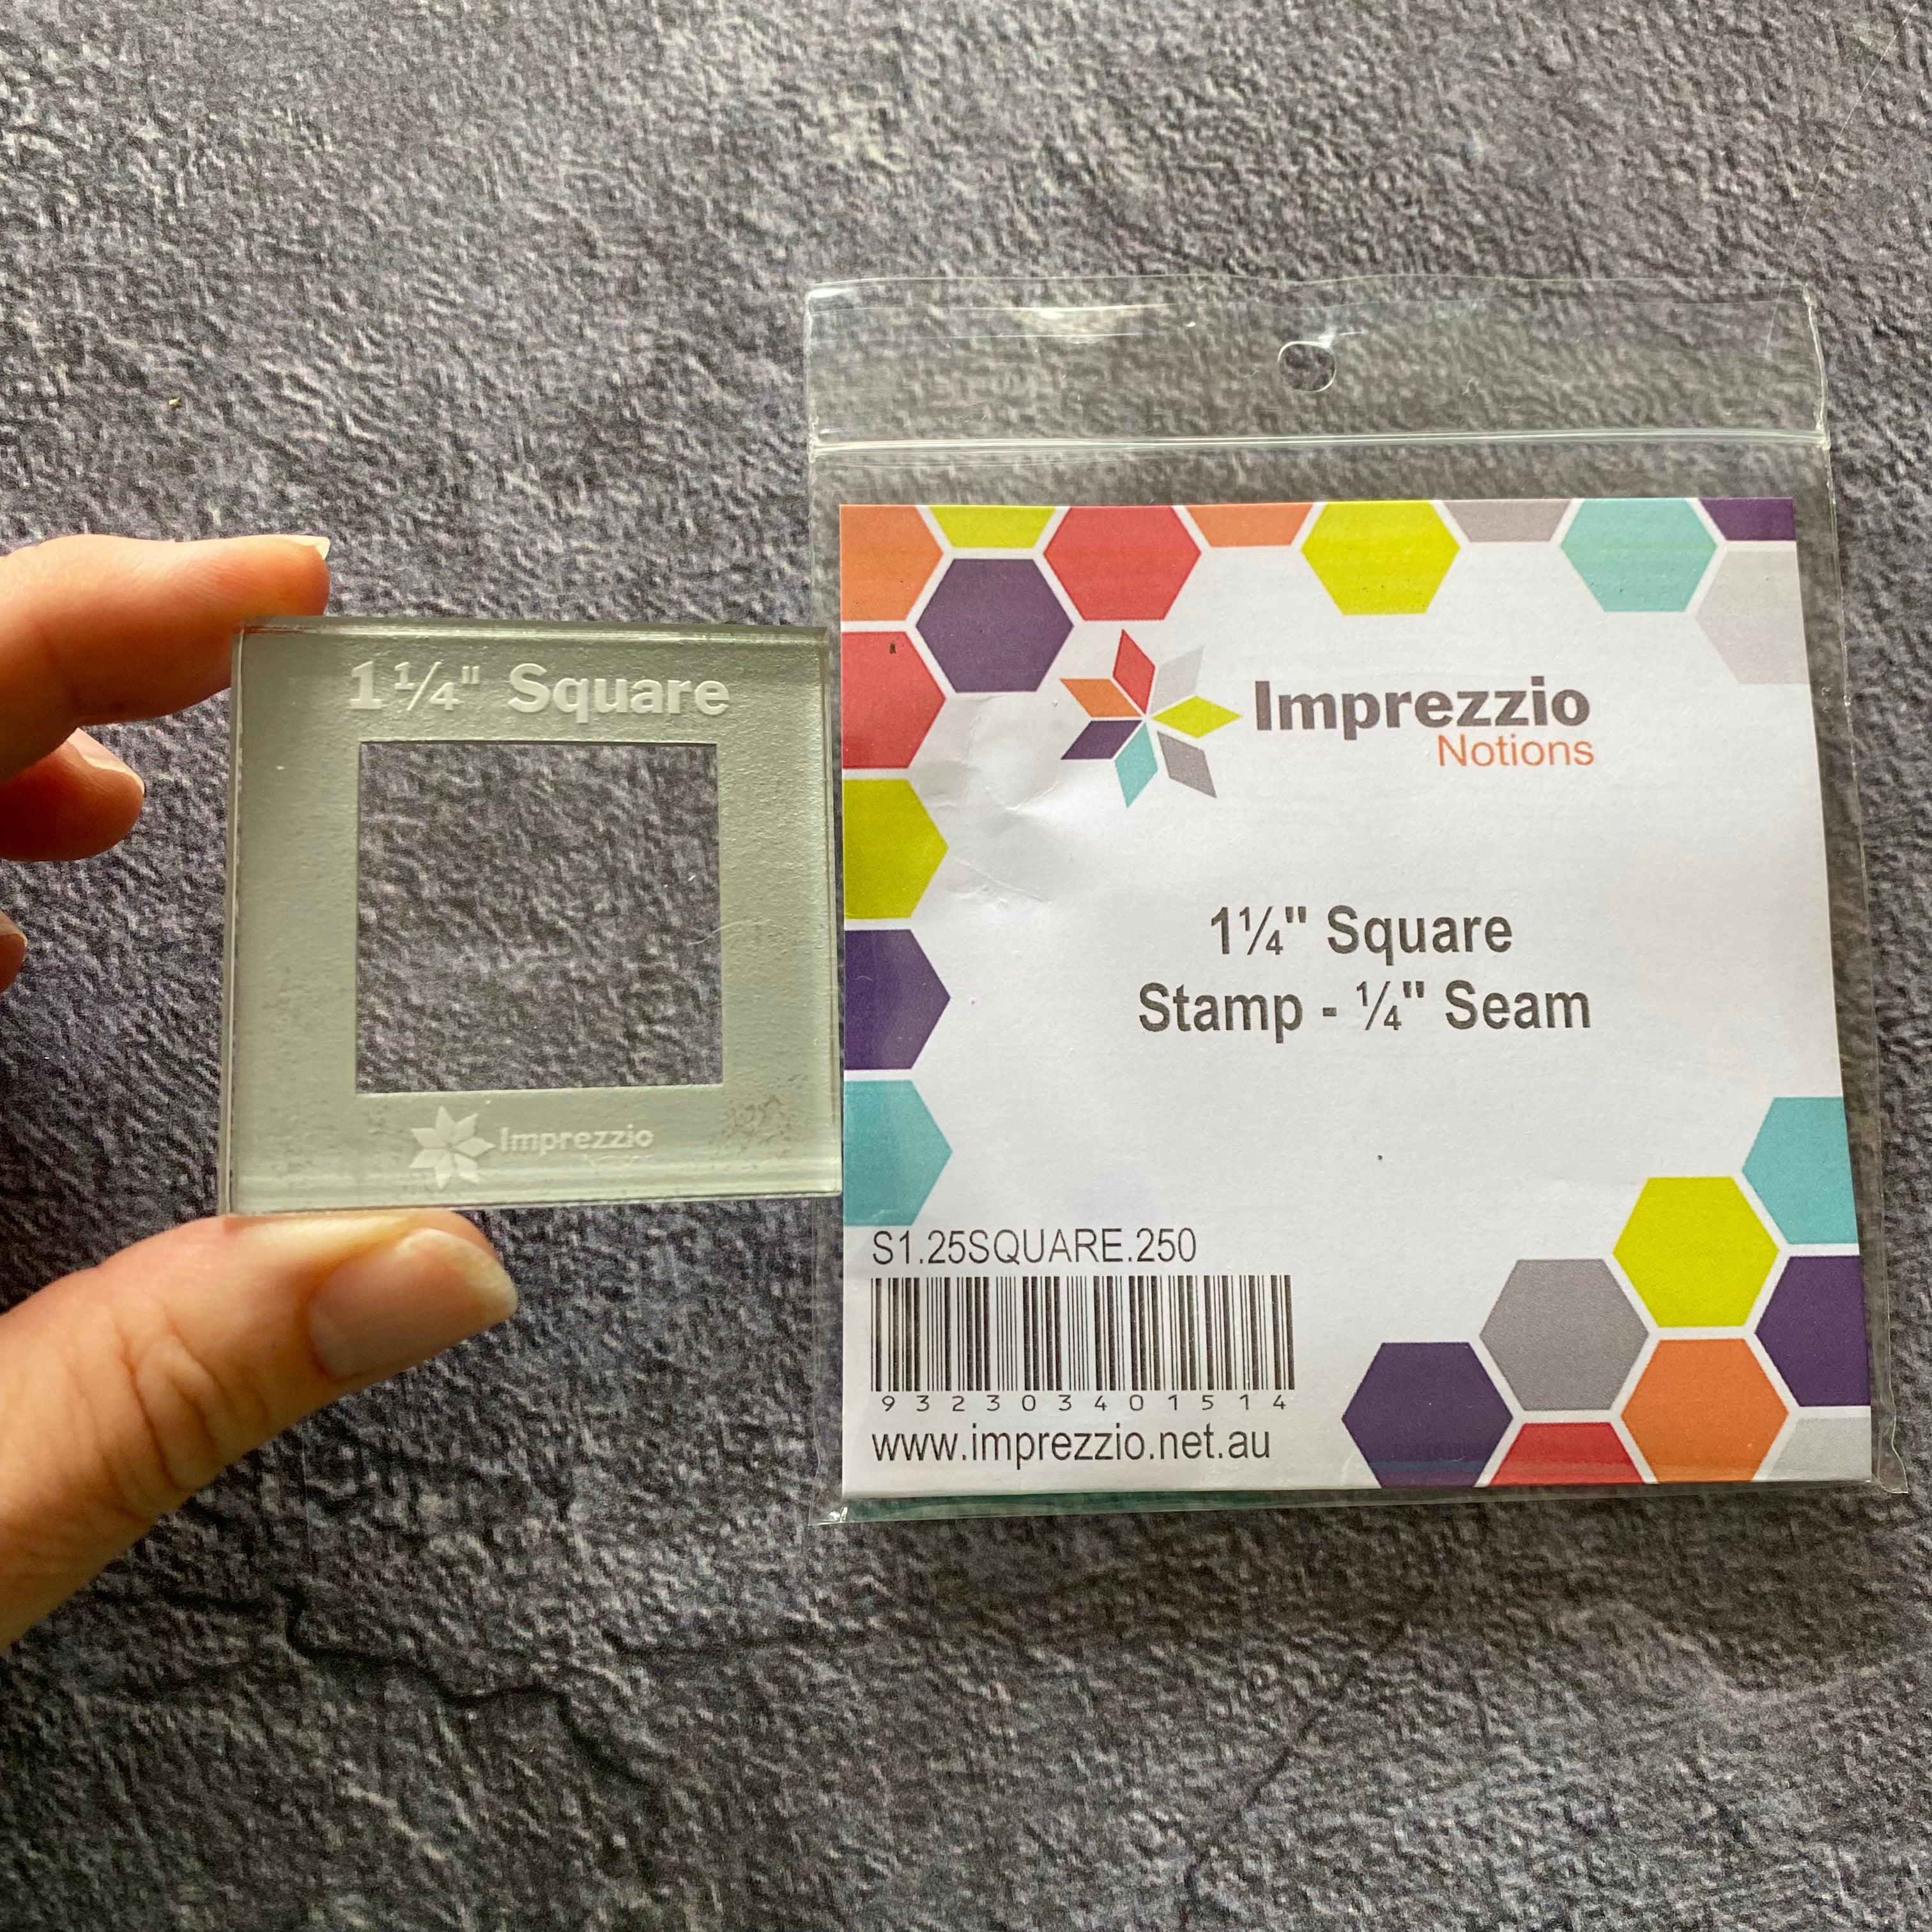 1¼" Square
Imprezzio
Imprezzio
Notions
1¼" Square
Stamp - ¼" Seam
S1.25SQUARE.250
932303401514
www.imprezzio.net.au